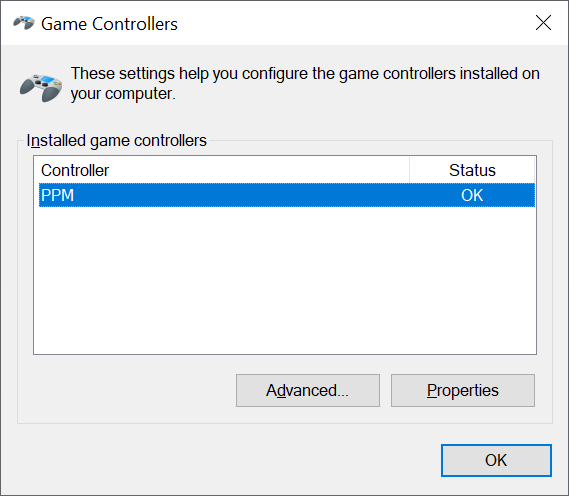 Game Controllers
These settings help you configure the game controllers installed on
your computer.
Installed game controllers
Controller Status
PPM OK
Advanced... Properties
OK